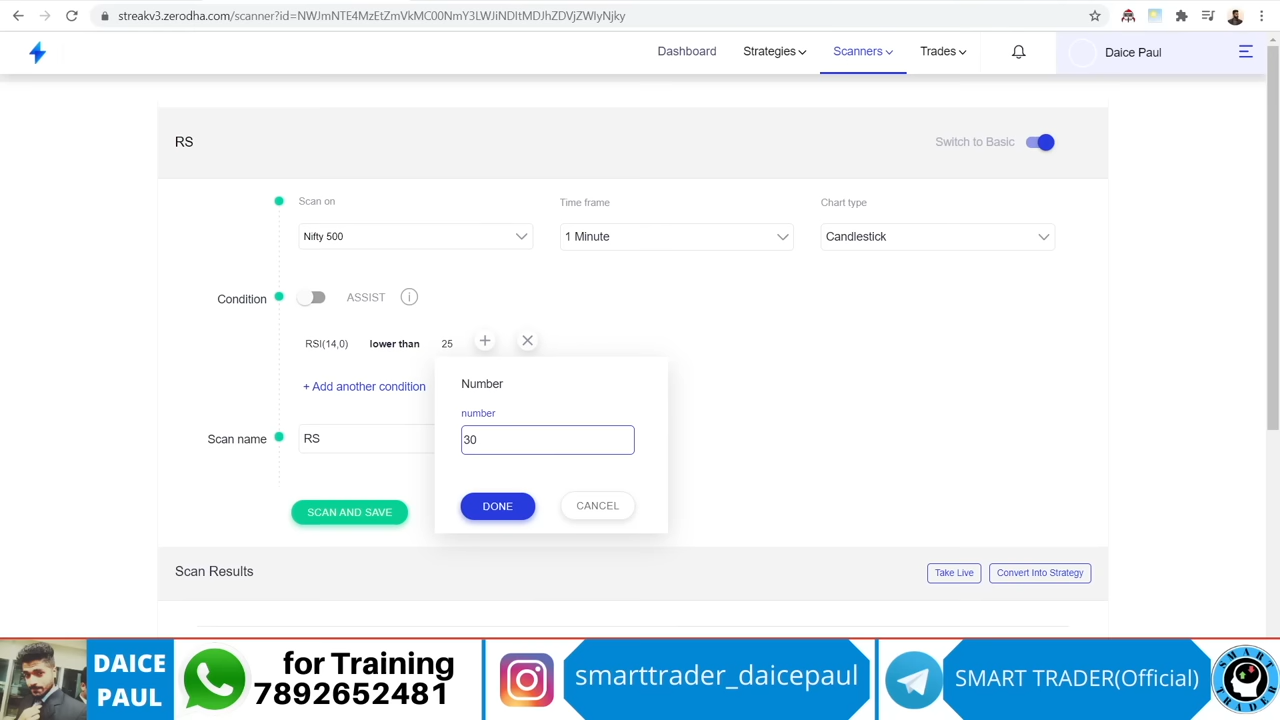 streakv3.zerodha.com/scanner?id=NWJmNTE4MzEtZmVkMC00NmY3LWJiNDItMDJhZDVjZWIyNjky
Dashboard Strategies Scanners Trades Daice Paul
RS Switch to Basic
Scan on Time frame Chart type
Nifty 500 1 Minute Candlestick
Condition ASSIST i
RSI(14,0) lower than 25
+ Add another condition
Number
number
30
Scan name RS
DONE CANCEL
SCAN AND SAVE
Scan Results Take Live Convert Into Strategy
DAICE PAUL
for Training
7892652481
smarttrader_daicepaul
SMART TRADER(Official)
SMART TRADER